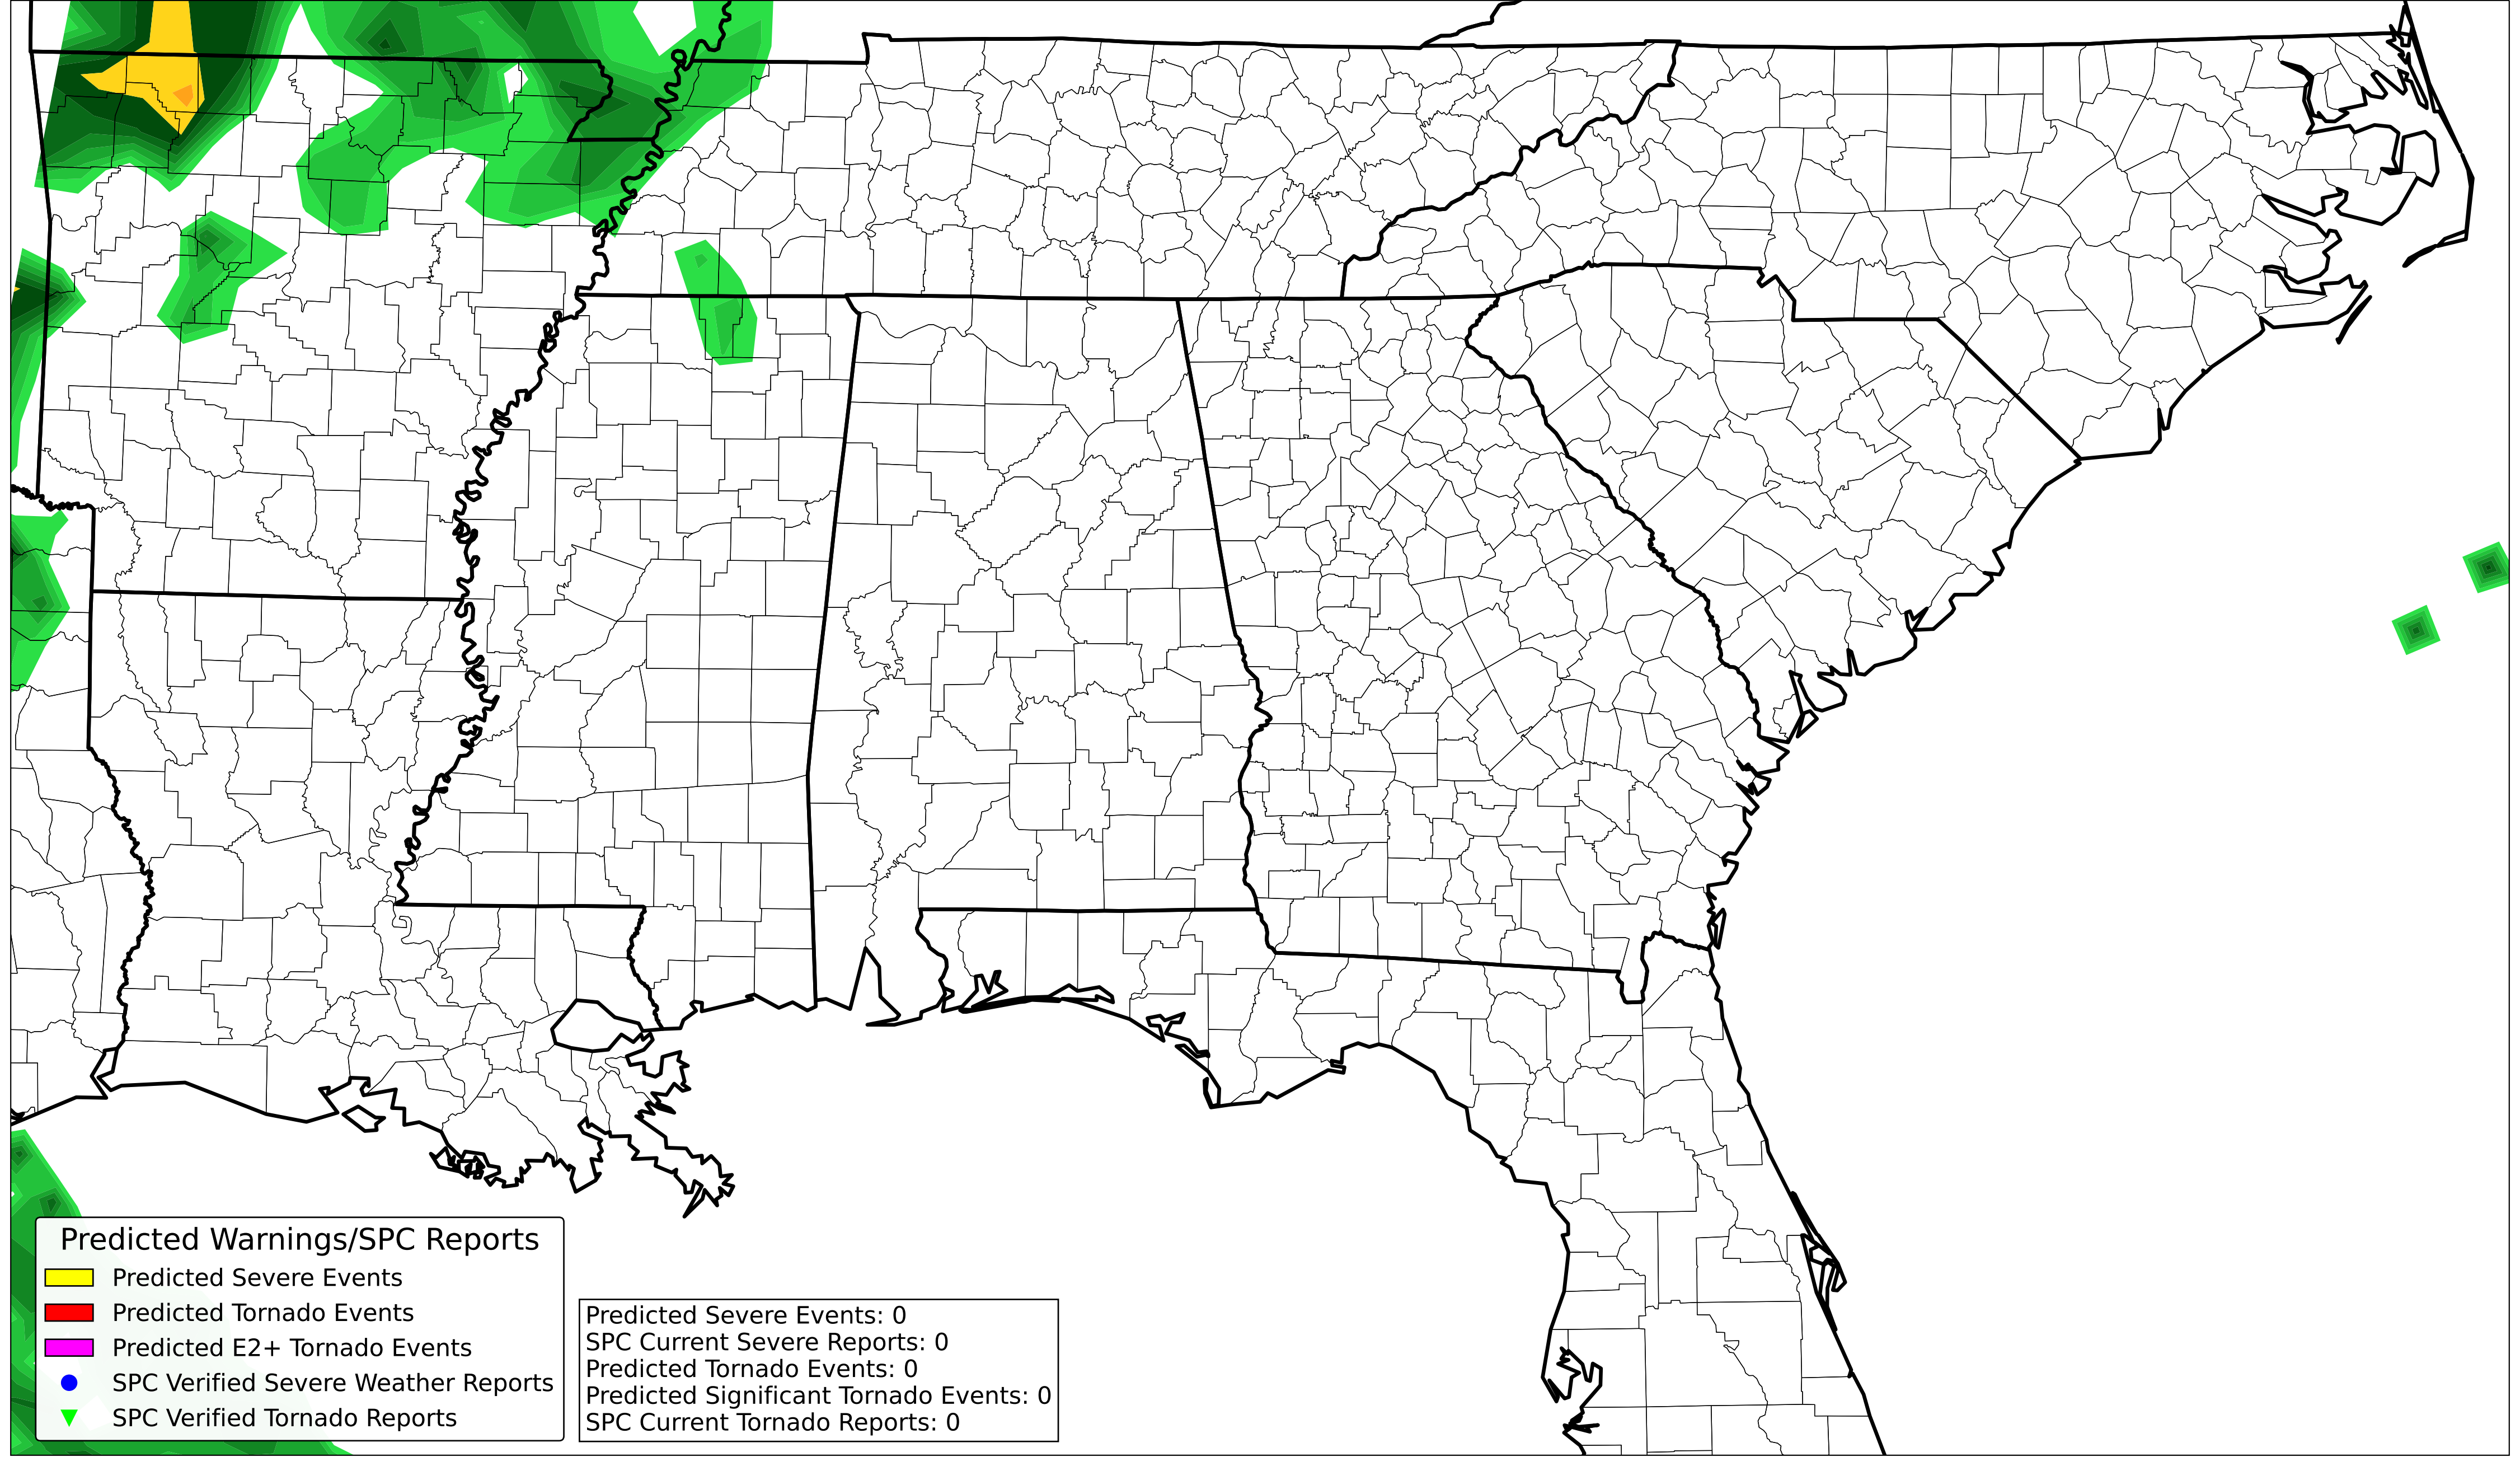 Predicted Warnings/SPC Reports
Predicted Severe Events
Predicted Tornado Events
Predicted E2+ Tornado Events
SPC Verified Severe Weather Reports
SPC Verified Tornado Reports
Predicted Severe Events: 0
SPC Current Severe Reports: 0
Predicted Tornado Events: 0
Predicted Significant Tornado Events: 0
SPC Current Tornado Reports: 0